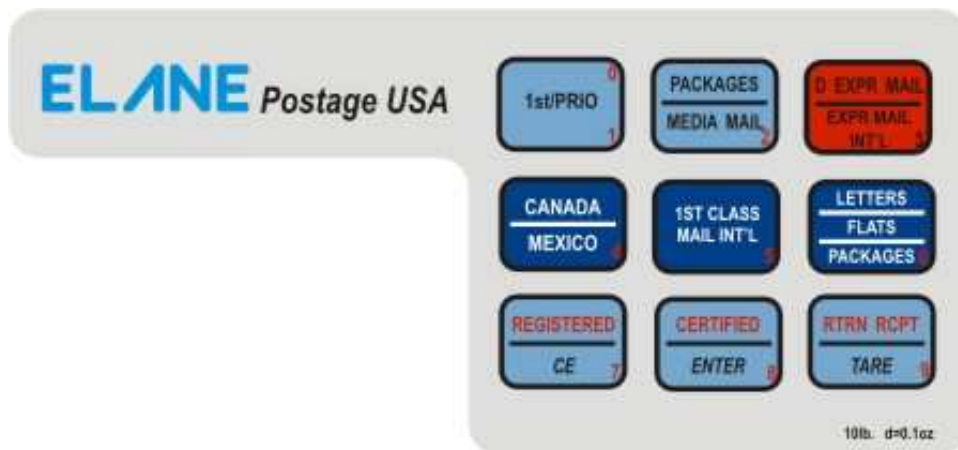 ELANE Postage USA
0
1st/PRIO
1
PACKAGES
MEDIA MAIL
2
D EXPR MAIL
EXPR.MAIL
INT'L 3
CANADA
MEXICO
4
1ST CLASS
MAIL INT'L
5
LETTERS
FLATS
PACKAGES 6
REGISTERED
CE 7
CERTIFIED
ENTER 8
RTRN RCPT
TARE 9
10lb. d=0.1oz